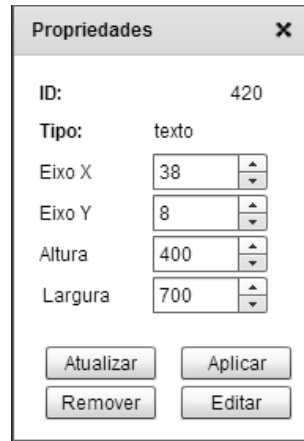 Propriedades ×
ID: 420
Tipo: texto
Eixo X 38
Eixo Y 8
Altura 400
Largura 700
Atualizar Aplicar
Remover Editar